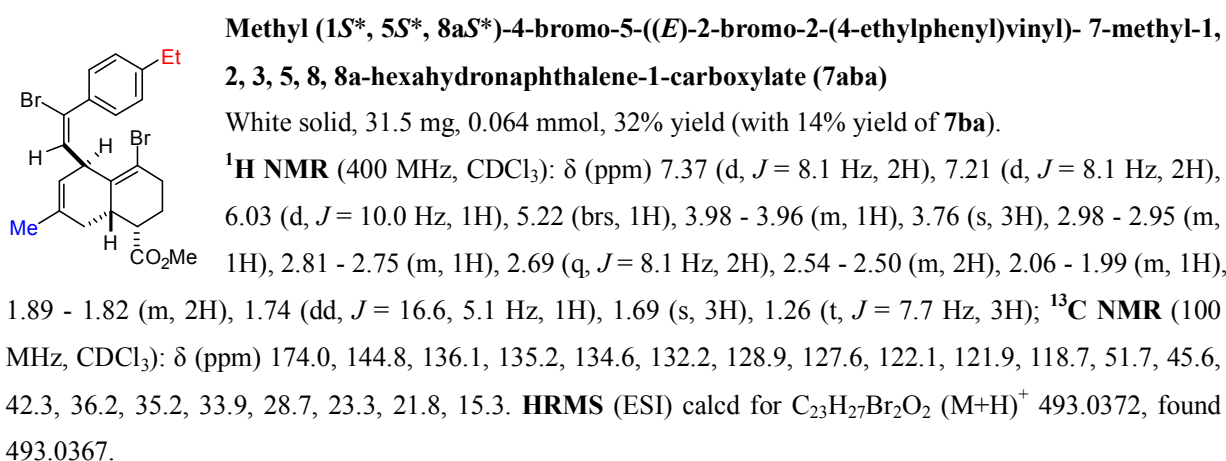 Et
Br
Br
H
H
Me
H
CO₂Me
Methyl (1S*, 5S*, 8aS*)-4-bromo-5-((E)-2-bromo-2-(4-ethylphenyl)vinyl)- 7-methyl-1,
2, 3, 5, 8, 8a-hexahydronaphthalene-1-carboxylate (7aba)
White solid, 31.5 mg, 0.064 mmol, 32% yield (with 14% yield of 7ba).
¹H NMR (400 MHz, CDCl₃): δ (ppm) 7.37 (d, J = 8.1 Hz, 2H), 7.21 (d, J = 8.1 Hz, 2H),
6.03 (d, J = 10.0 Hz, 1H), 5.22 (brs, 1H), 3.98 - 3.96 (m, 1H), 3.76 (s, 3H), 2.98 - 2.95 (m,
1H), 2.81 - 2.75 (m, 1H), 2.69 (q, J = 8.1 Hz, 2H), 2.54 - 2.50 (m, 2H), 2.06 - 1.99 (m, 1H),
1.89 - 1.82 (m, 2H), 1.74 (dd, J = 16.6, 5.1 Hz, 1H), 1.69 (s, 3H), 1.26 (t, J = 7.7 Hz, 3H); ¹³C NMR (100
MHz, CDCl₃): δ (ppm) 174.0, 144.8, 136.1, 135.2, 134.6, 132.2, 128.9, 127.6, 122.1, 121.9, 118.7, 51.7, 45.6,
42.3, 36.2, 35.2, 33.9, 28.7, 23.3, 21.8, 15.3. HRMS (ESI) calcd for C₂₃H₂₇Br₂O₂ (M+H)⁺ 493.0372, found
493.0367.